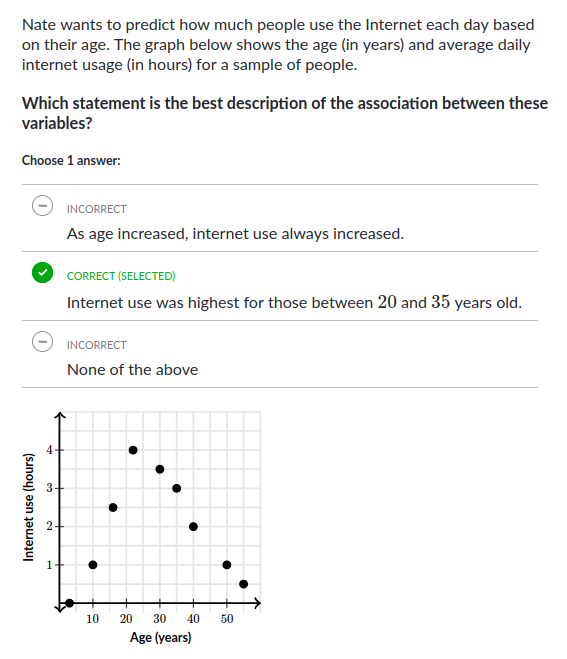 Nate wants to predict how much people use the Internet each day based
on their age. The graph below shows the age (in years) and average daily
internet usage (in hours) for a sample of people.
Which statement is the best description of the association between these
variables?
Choose 1 answer:
INCORRECT
As age increased, internet use always increased.
CORRECT (SELECTED)
Internet use was highest for those between 20 and 35 years old.
INCORRECT
None of the above
Internet use (hours)
4
3
2
1
10 20 30 40 50
Age (years)